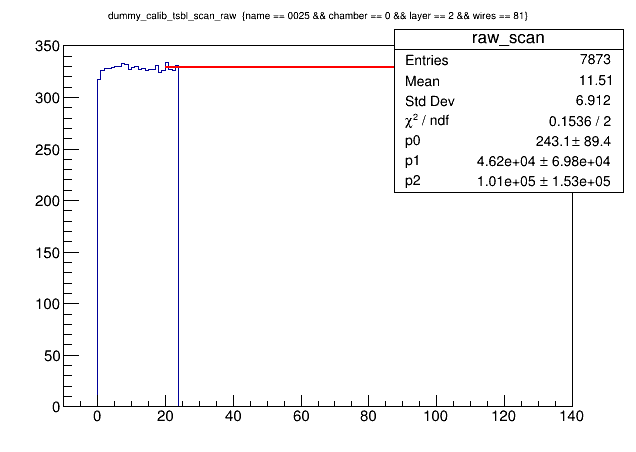 dummy_calib_tsbl_scan_raw {name == 0025 && chamber == 0 && layer == 2 && wires == 81}
raw_scan
Entries 7873
Mean 11.51
Std Dev 6.912
χ² / ndf 0.1536 / 2
p0 243.1 ± 89.4
p1 4.62e+04 ± 6.98e+04
p2 1.01e+05 ± 1.53e+05
350
300
250
200
150
100
50
0
0 20 40 60 80 100 120 140